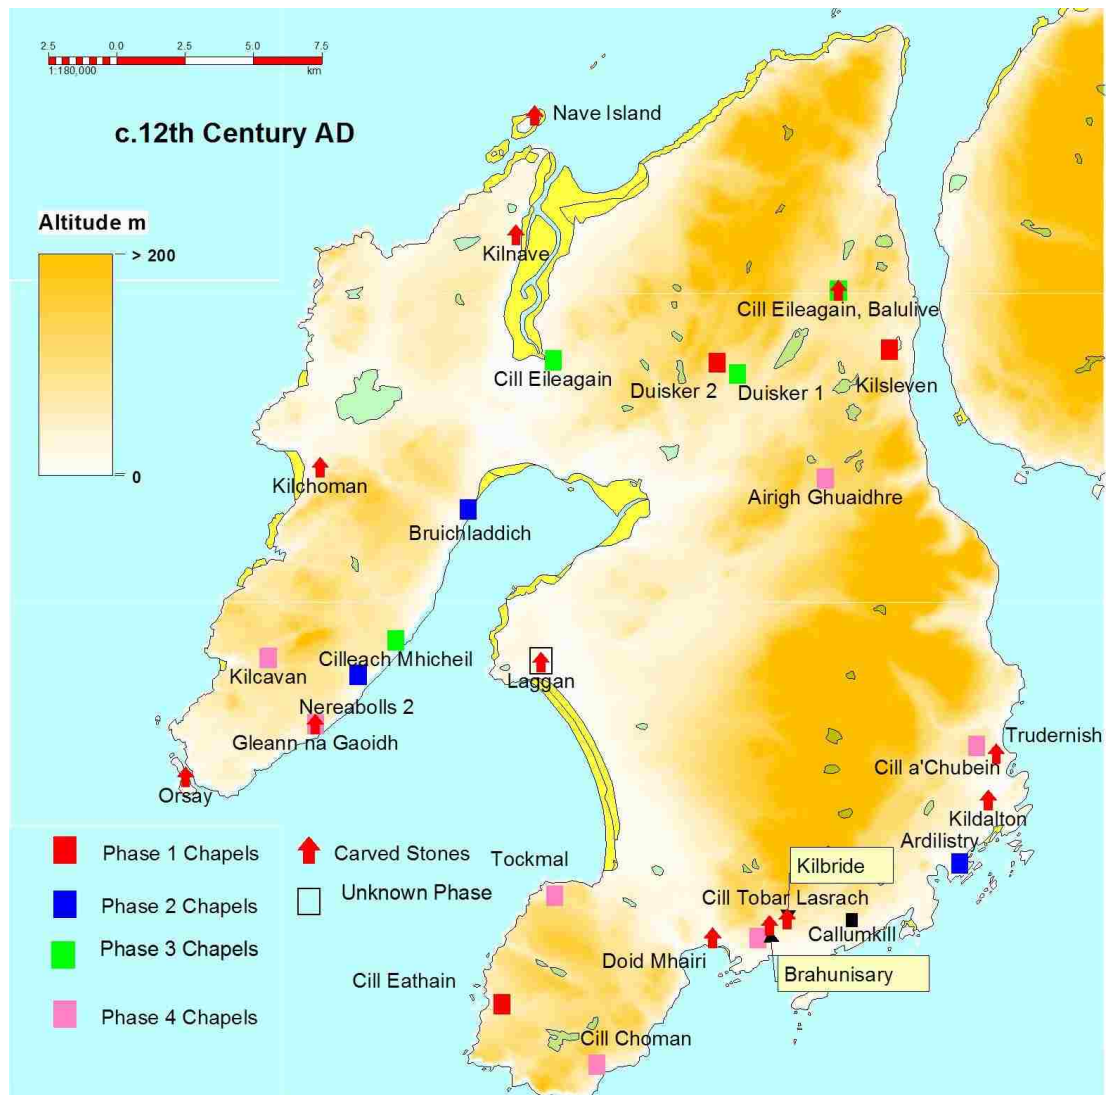 2.5 0.0 2.5 5.0 7.5
1:180,000 km
c.12th Century AD
Nave Island
Altitude m
> 200
0
Kilnave
Cill Eileagain, Balulive
Cill Eileagain
Duisker 2
Duisker 1
Kilsleven
Kilchoman
Airigh Ghuaidhre
Bruichladdich
Cilleach Mhicheil
Kilcavan
Laggan
Nereabolls 2
Gleann na Gaoidh
Trudernish
Cill a'Chubein
Orsay
Kildalton
Ardilistry
Phase 1 Chapels
Carved Stones
Tockmal
Kilbride
Unknown Phase
Cill Tobar Lasrach
Phase 2 Chapels
Callumkill
Phase 3 Chapels
Doid Mhairi
Brahunisary
Cill Eathain
Phase 4 Chapels
Cill Choman